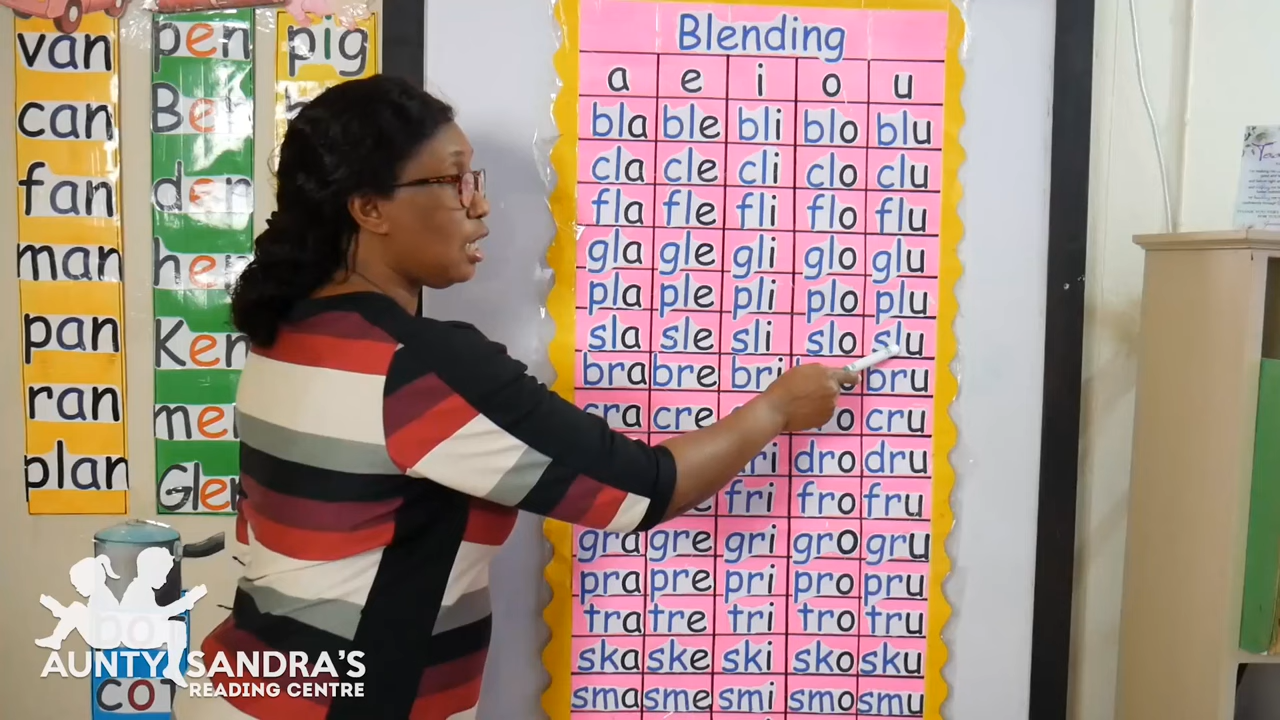 van
can
fan
man
pan
ran
plan
pen
Ken
pig
Blending
a e i o u
bla ble bli blo blu
cla cle cli clo clu
fla fle fli flo flu
gla gle gli glo glu
pla ple pli plo plu
sla sle sli slo slu
bra bre bri bru
cra cre cru
dro dru
fri fro fru
gra gre gri gro gru
pra pre pri pro pru
tra tre tri tro tru
ska ske ski sko sku
sma sme smi smo smu
cot
AUNTY SANDRA'S
READING CENTRE